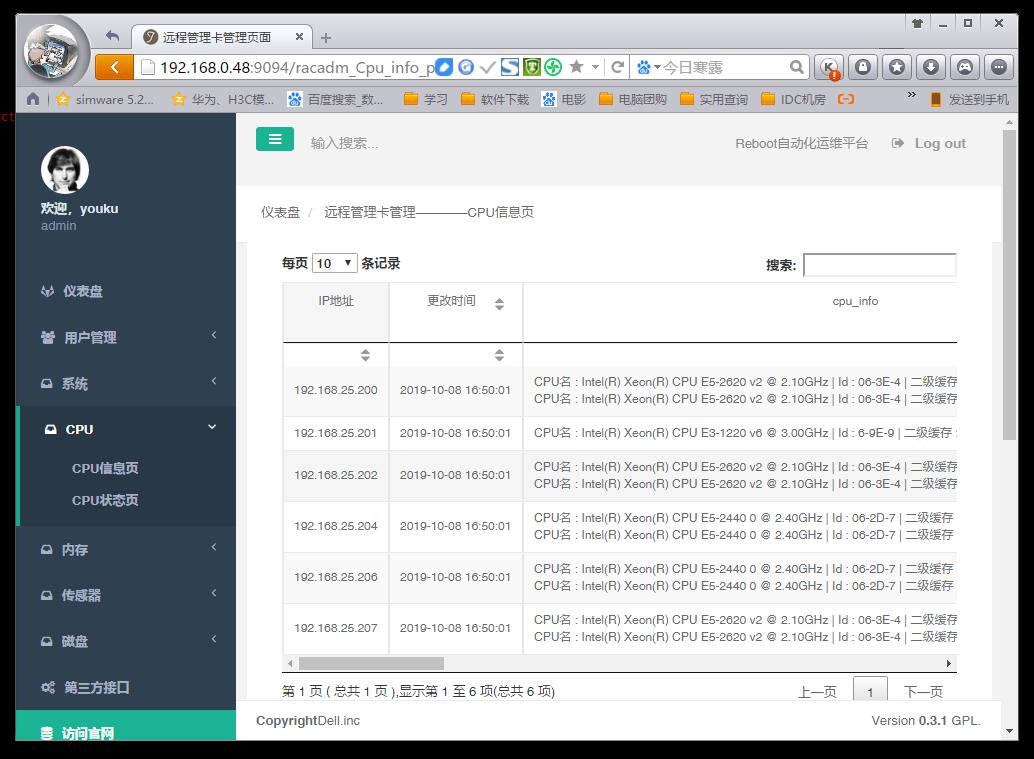 远程管理卡管理页面
192.168.0.48:9094/racadm_Cpu_info_p
今日寒露
simware 5.2...
华为、H3C模...
百度搜索_数...
学习
软件下载
电影
电脑团购
实用查询
IDC机房
发送到手机
ct
欢迎，youku
admin
仪表盘
用户管理
系统
CPU
CPU信息页
CPU状态页
内存
传感器
磁盘
第三方接口
访问官网
输入搜索...
Reboot自动化运维平台
Log out
仪表盘 / 远程管理卡管理————CPU信息页
每页 10 条记录
搜索:
IP地址 更改时间 cpu_info
192.168.25.200 2019-10-08 16:50:01 CPU名 : Intel(R) Xeon(R) CPU E5-2620 v2 @ 2.10GHz | Id : 06-3E-4 | 二级缓存
CPU名 : Intel(R) Xeon(R) CPU E5-2620 v2 @ 2.10GHz | Id : 06-3E-4 | 二级缓存
192.168.25.201 2019-10-08 16:50:01 CPU名 : Intel(R) Xeon(R) CPU E3-1220 v6 @ 3.00GHz | Id : 6-9E-9 | 二级缓存 :
192.168.25.202 2019-10-08 16:50:01 CPU名 : Intel(R) Xeon(R) CPU E5-2620 v2 @ 2.10GHz | Id : 06-3E-4 | 二级缓存
CPU名 : Intel(R) Xeon(R) CPU E5-2620 v2 @ 2.10GHz | Id : 06-3E-4 | 二级缓存
192.168.25.204 2019-10-08 16:50:01 CPU名 : Intel(R) Xeon(R) CPU E5-2440 0 @ 2.40GHz | Id : 06-2D-7 | 二级缓存
CPU名 : Intel(R) Xeon(R) CPU E5-2440 0 @ 2.40GHz | Id : 06-2D-7 | 二级缓存
192.168.25.206 2019-10-08 16:50:01 CPU名 : Intel(R) Xeon(R) CPU E5-2440 0 @ 2.40GHz | Id : 06-2D-7 | 二级缓存
CPU名 : Intel(R) Xeon(R) CPU E5-2440 0 @ 2.40GHz | Id : 06-2D-7 | 二级缓存
192.168.25.207 2019-10-08 16:50:01 CPU名 : Intel(R) Xeon(R) CPU E5-2620 v2 @ 2.10GHz | Id : 06-3E-4 | 二级缓存
CPU名 : Intel(R) Xeon(R) CPU E5-2620 v2 @ 2.10GHz | Id : 06-3E-4 | 二级缓存
第 1 页 ( 总共 1 页 ),显示第 1 至 6 项(总共 6 项)
上一页 1 下一页
CopyrightDell.inc
Version 0.3.1 GPL.